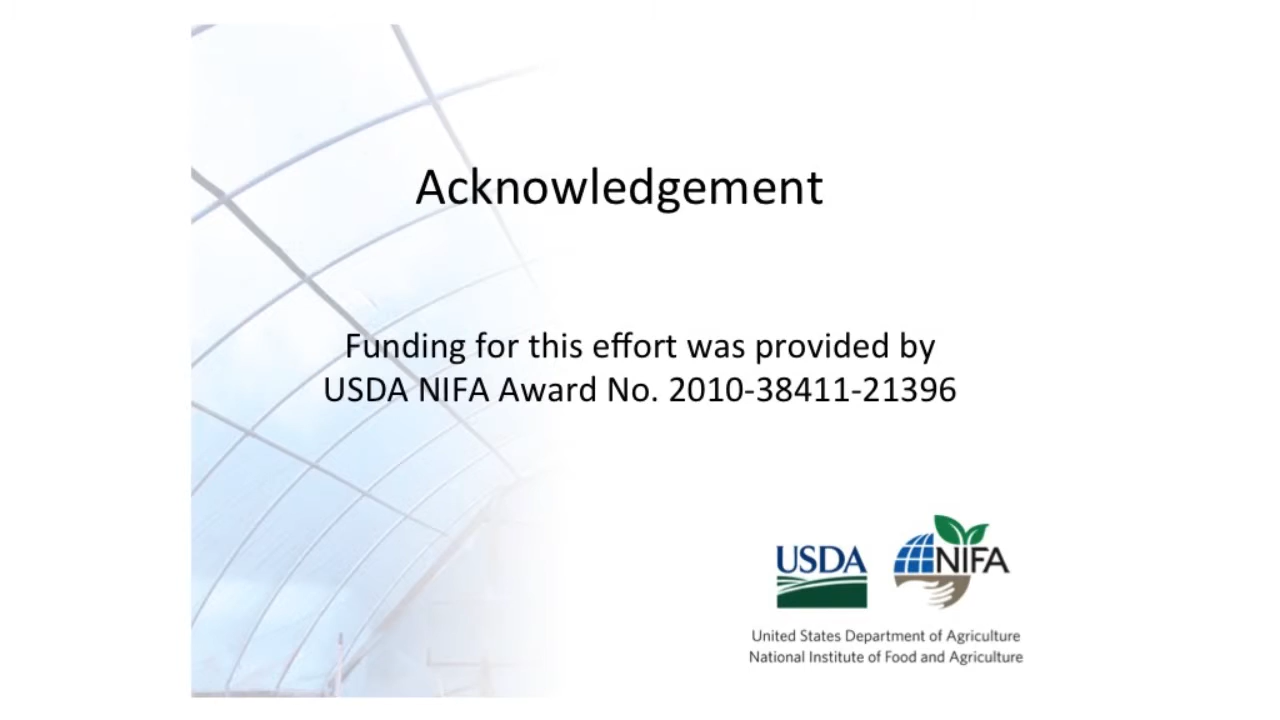 Acknowledgement
Funding for this effort was provided by
USDA NIFA Award No. 2010-38411-21396
USDA NIFA
United States Department of Agriculture
National Institute of Food and Agriculture